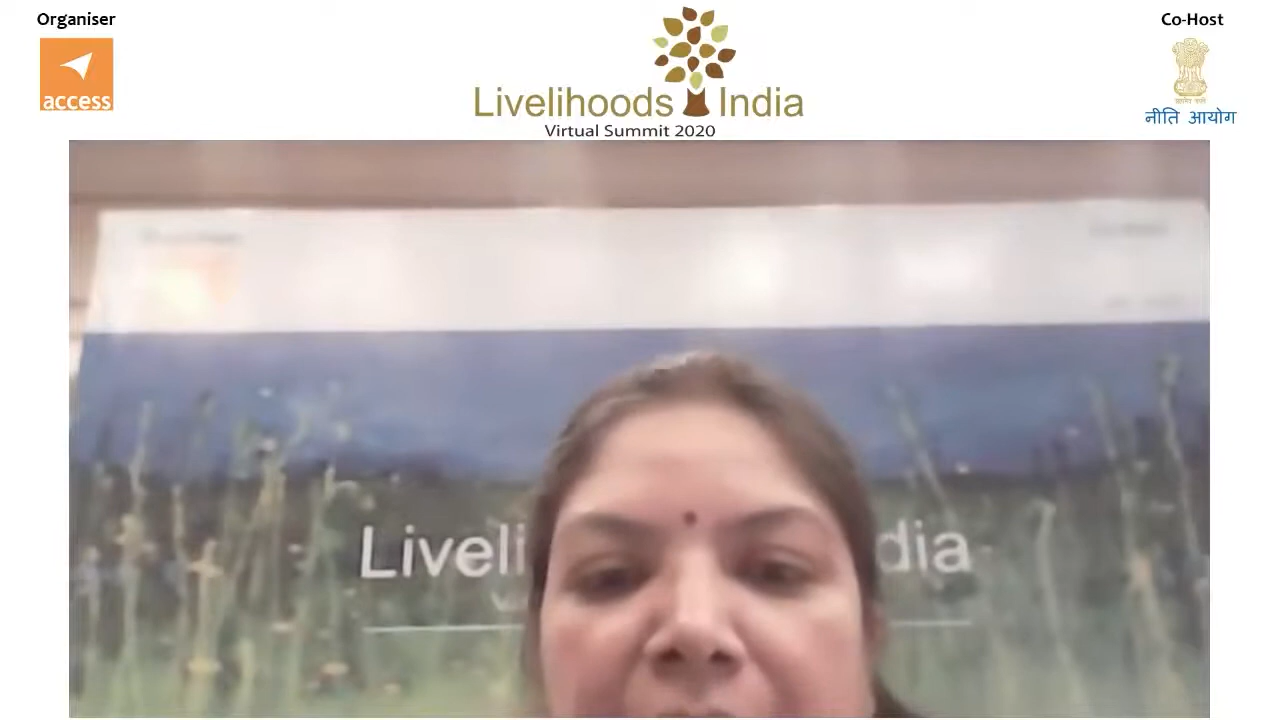 Organiser
access
Livelihoods India
Virtual Summit 2020
Co-Host
नीति आयोग
Liveli
dia